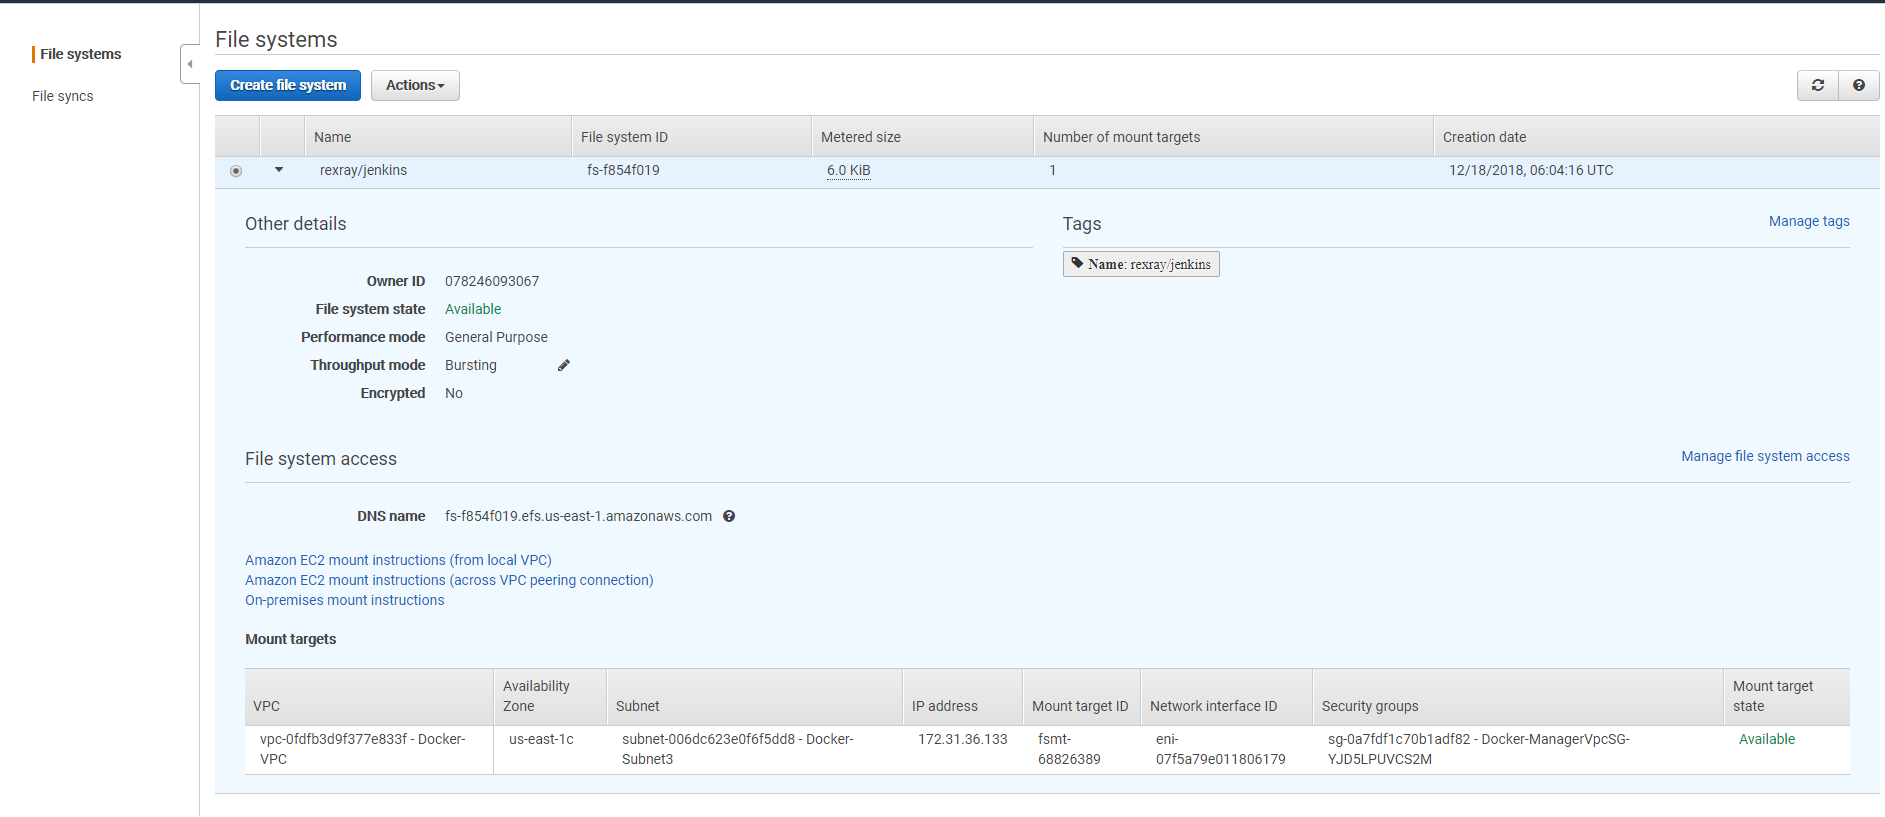 File systems
File syncs
File systems
Create file system
Actions
Name
File system ID
Metered size
Number of mount targets
Creation date
rexray/jenkins
fs-f854f019
6.0 KiB
1
12/18/2018, 06:04:16 UTC
Other details
Owner ID 078246093067
File system state Available
Performance mode General Purpose
Throughput mode Bursting
Encrypted No
Tags
Manage tags
Name: rexray/jenkins
File system access
Manage file system access
DNS name fs-f854f019.efs.us-east-1.amazonaws.com ?
Amazon EC2 mount instructions (from local VPC)
Amazon EC2 mount instructions (across VPC peering connection)
On-premises mount instructions
Mount targets
VPC
Availability
Zone
Subnet
IP address
Mount target ID
Network interface ID
Security groups
Mount target
state
vpc-0fdfb3d9f377e833f - Docker-
VPC
us-east-1c
subnet-006dc623e0f6f5dd8 - Docker-
Subnet3
172.31.36.133
fsmt-
68826389
eni-
07f5a79e011806179
sg-0a7fdf1c70b1adf82 - Docker-ManagerVpcSG-
YJD5LPUVCS2M
Available